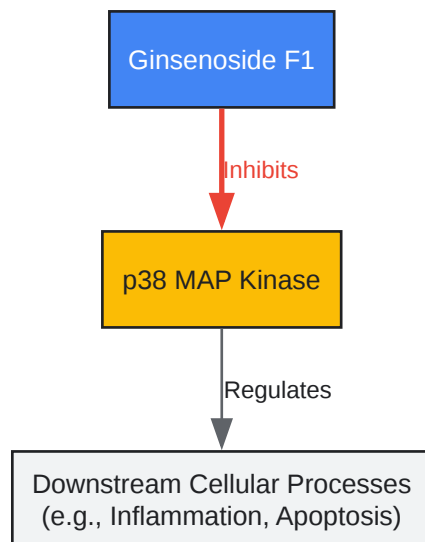 Ginsenoside F1
Inhibits
p38 MAP Kinase
Regulates
Downstream Cellular Processes
(e.g., Inflammation, Apoptosis)